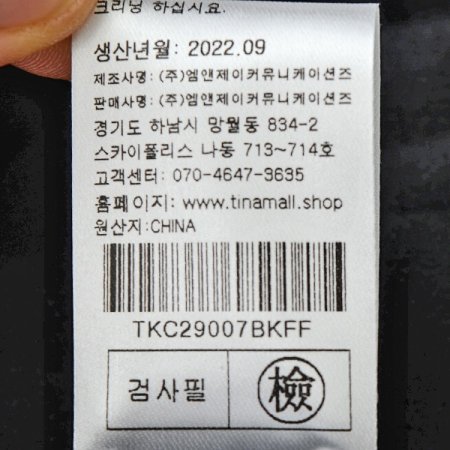 크리닝 하십시요.
생산년월: 2022.09
제조사명: (주)엠앤제이커뮤니케이션즈
판매사명: (주)엠앤제이커뮤니케이션즈
경기도 하남시 망월동 834-2
스카이폴리스 나동 713~714호
고객센터: 070-4647-3635
홈페이지: www.tinamall.shop
원산지:CHINA
TKC29007BKFF
검사필 檢